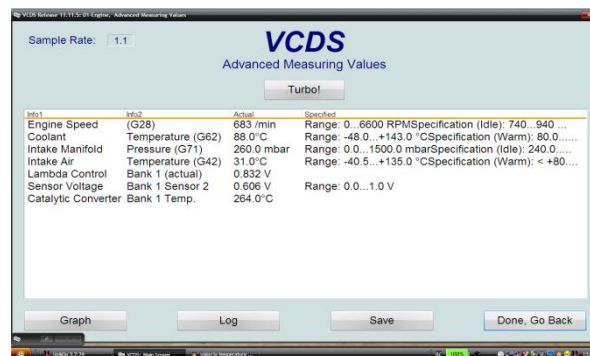 VCDS Release 11.11.5: 01-Engine, Advanced Measuring Values
Sample Rate: 1.1
VCDS
Advanced Measuring Values
Turbo!
Info1 Info2 Actual Specified
Engine Speed (G28) 683 /min Range: 0...6600 RPMSpecification (Idle): 740...940 ...
Coolant Temperature (G62) 88.0°C Range: -48.0...+143.0 °CSpecification (Warm): 80.0......
Intake Manifold Pressure (G71) 260.0 mbar Range: 0.0...1500.0 mbarSpecification (Idle): 240.0.....
Intake Air Temperature (G42) 31.0°C Range: -40.5...+135.0 °CSpecification (Warm): < +80....
Lambda Control Bank 1 (actual) 0.832 V
Sensor Voltage Bank 1 Sensor 2 0.606 V Range: 0.0...1.0 V
Catalytic Converter Bank 1 Temp. 264.0°C
Graph Log Save Done, Go Back
VCDS: Main Screen
100%